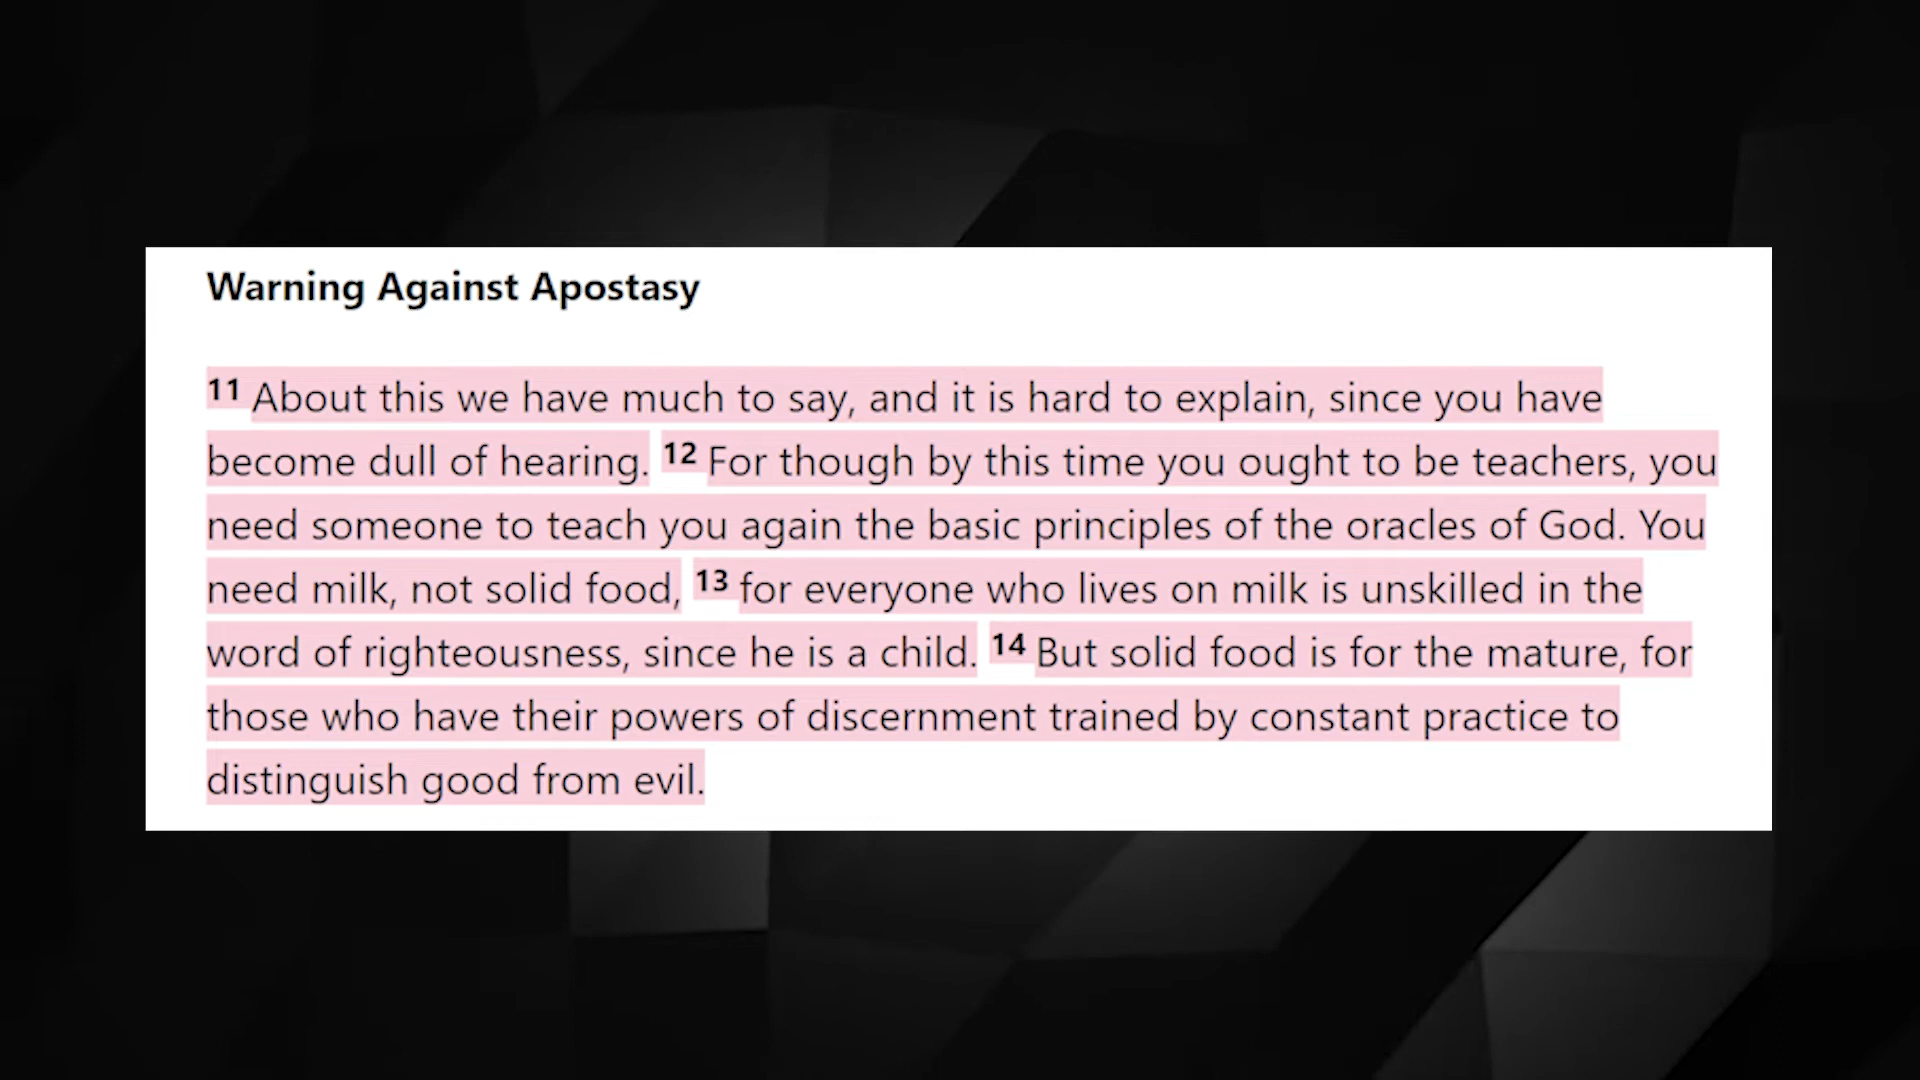 Warning Against Apostasy
11 About this we have much to say, and it is hard to explain, since you have
become dull of hearing. 12 For though by this time you ought to be teachers, you
need someone to teach you again the basic principles of the oracles of God. You
need milk, not solid food, 13 for everyone who lives on milk is unskilled in the
word of righteousness, since he is a child. 14 But solid food is for the mature, for
those who have their powers of discernment trained by constant practice to
distinguish good from evil.